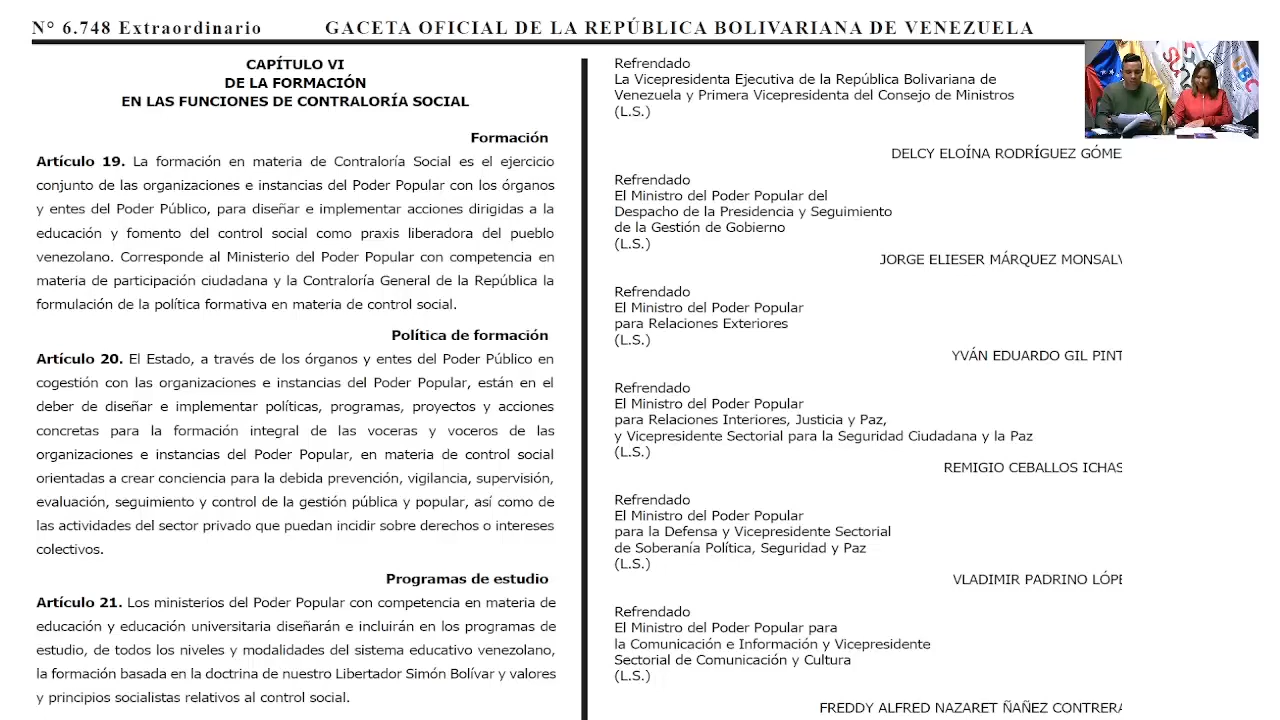 N° 6.748 Extraordinario GACETA OFICIAL DE LA REPÚBLICA BOLIVARIANA DE VENEZUELA
CAPÍTULO VI
DE LA FORMACIÓN
EN LAS FUNCIONES DE CONTRALORÍA SOCIAL
Formación
Artículo 19. La formación en materia de Contraloría Social es el ejercicio
conjunto de las organizaciones e instancias del Poder Popular con los órganos
y entes del Poder Público, para diseñar e implementar acciones dirigidas a la
educación y fomento del control social como praxis liberadora del pueblo
venezolano. Corresponde al Ministerio del Poder Popular con competencia en
materia de participación ciudadana y la Contraloría General de la República la
formulación de la política formativa en materia de control social.
Política de formación
Artículo 20. El Estado, a través de los órganos y entes del Poder Público en
cogestión con las organizaciones e instancias del Poder Popular, están en el
deber de diseñar e implementar políticas, programas, proyectos y acciones
concretas para la formación integral de las voceras y voceros de las
organizaciones e instancias del Poder Popular, en materia de control social
orientadas a crear conciencia para la debida prevención, vigilancia, supervisión,
evaluación, seguimiento y control de la gestión pública y popular, así como de
las actividades del sector privado que puedan incidir sobre derechos o intereses
colectivos.
Programas de estudio
Artículo 21. Los ministerios del Poder Popular con competencia en materia de
educación y educación universitaria diseñarán e incluirán en los programas de
estudio, de todos los niveles y modalidades del sistema educativo venezolano,
la formación basada en la doctrina de nuestro Libertador Simón Bolívar y valores
y principios socialistas relativos al control social.
Refrendado
La Vicepresidenta Ejecutiva de la República Bolivariana de
Venezuela y Primera Vicepresidenta del Consejo de Ministros
(L.S.)
DELCY ELOÍNA RODRÍGUEZ GÓME
Refrendado
El Ministro del Poder Popular del
Despacho de la Presidencia y Seguimiento
de la Gestión de Gobierno
(L.S.)
JORGE ELIESER MÁRQUEZ MONSALV
Refrendado
El Ministro del Poder Popular
para Relaciones Exteriores
(L.S.)
YVÁN EDUARDO GIL PINT
Refrendado
El Ministro del Poder Popular
para Relaciones Interiores, Justicia y Paz,
y Vicepresidente Sectorial para la Seguridad Ciudadana y la Paz
(L.S.)
REMIGIO CEBALLOS ICHAS
Refrendado
El Ministro del Poder Popular
para la Defensa y Vicepresidente Sectorial
de Soberanía Política, Seguridad y Paz
(L.S.)
VLADIMIR PADRINO LÓPE
Refrendado
El Ministro del Poder Popular para
la Comunicación e Información y Vicepresidente
Sectorial de Comunicación y Cultura
(L.S.)
FREDDY ALFRED NAZARET ÑAÑEZ CONTRERA